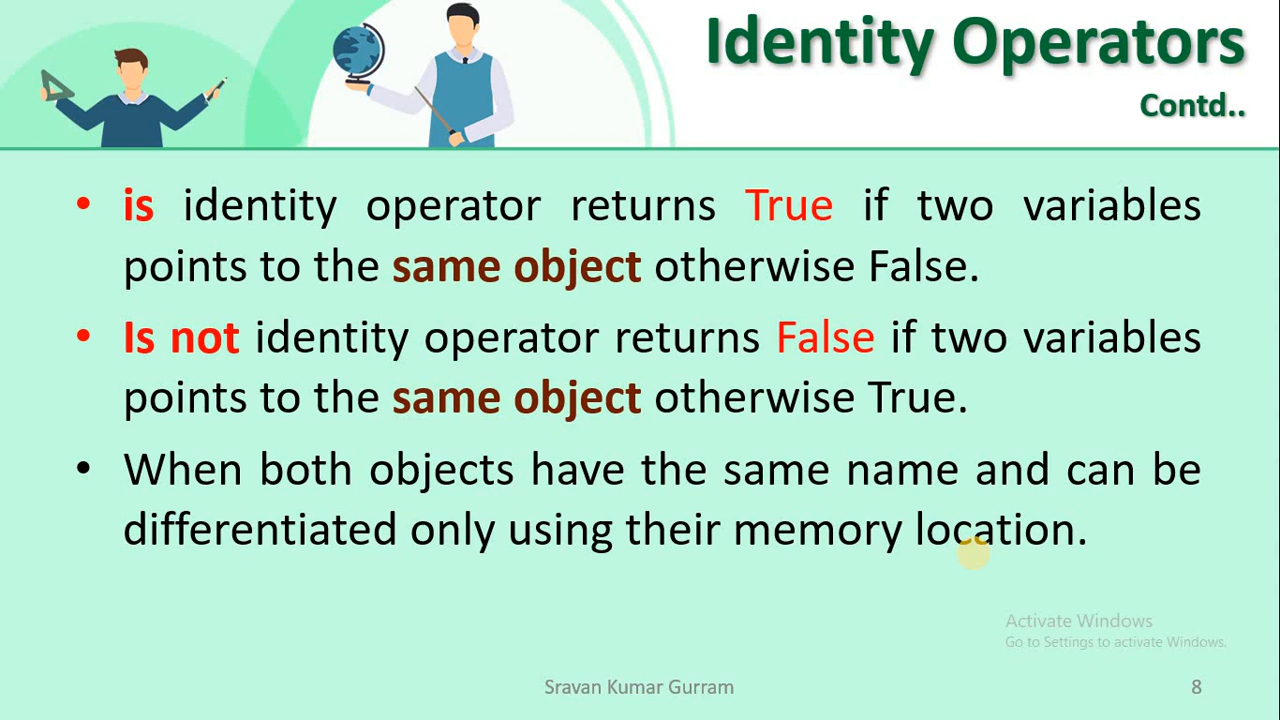 Identity Operators
Contd..
• is identity operator returns True if two variables
points to the same object otherwise False.
• Is not identity operator returns False if two variables
points to the same object otherwise True.
• When both objects have the same name and can be
differentiated only using their memory location.
Activate Windows
Go to Settings to activate Windows.
Sravan Kumar Gurram
8